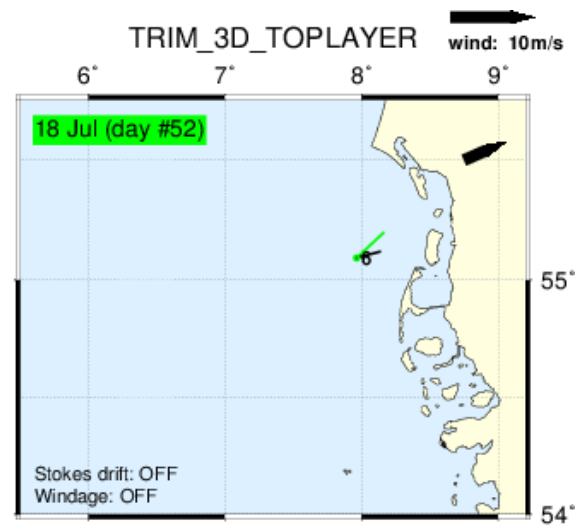 TRIM_3D_TOPLAYER
wind: 10m/s
6° 7° 8° 9°
18 Jul (day #52)
6
55°
Stokes drift: OFF
Windage: OFF
54°